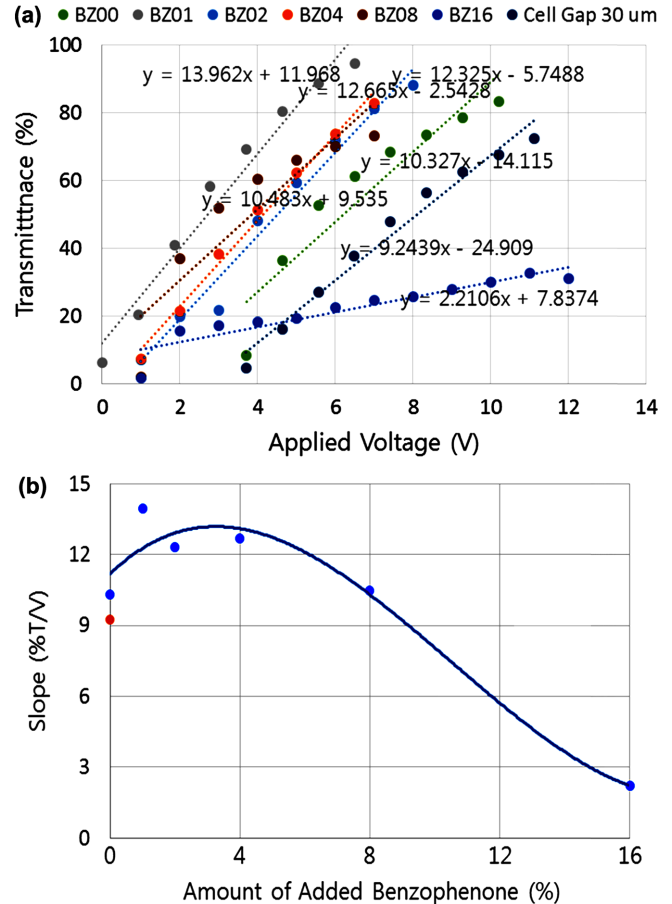 (a) BZ00 BZ01 BZ02 BZ04 BZ08 BZ16 Cell Gap 30 um
100
80
60
40
20
0
Transmitttnace (%)
y = 13.962x + 11.968
y = 12.325x - 5.7488
y = 12.665x - 2.5428
y = 10.327x - 14.115
y = 10.483x + 9.535
y = 9.2439x - 24.909
y = 2.2106x + 7.8374
0 2 4 6 8 10 12 14
Applied Voltage (V)
(b)
15
12
9
6
3
0
Slope (%T/V)
0 4 8 12 16
Amount of Added Benzophenone (%)